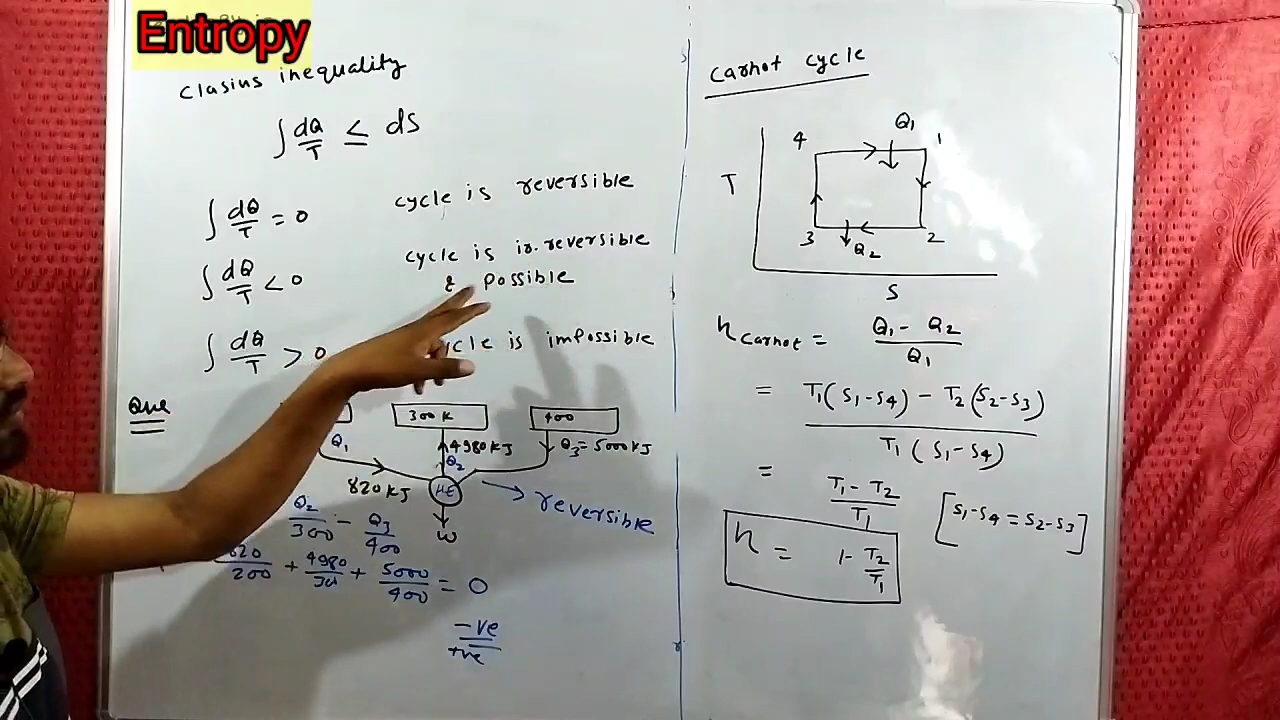 Entropy
Clasius inequality
∫ dQ/T ≤ dS
∫ dQ/T = 0 cycle is reversible
∫ dQ/T < 0 cycle is ir.reversible
& possible
∫ dQ/T > 0 cycle is impossible
Que
300 K 400
Q1 4980 KJ Q3 = 5000 KJ
Q2
820 KJ HE reversible
W
Q2/300 - Q3/400
820/200 + 4980/300 + 5000/400 = 0
-ve
+ve
Carnot cycle
Q1
4 1
T
3 2
Q2
S
η Carnot = Q1 - Q2 / Q1
= T1(S1-S4) - T2(S2-S3) / T1(S1-S4)
= T1 - T2 / T1 [S1-S4 = S2-S3]
η = 1 - T2/T1